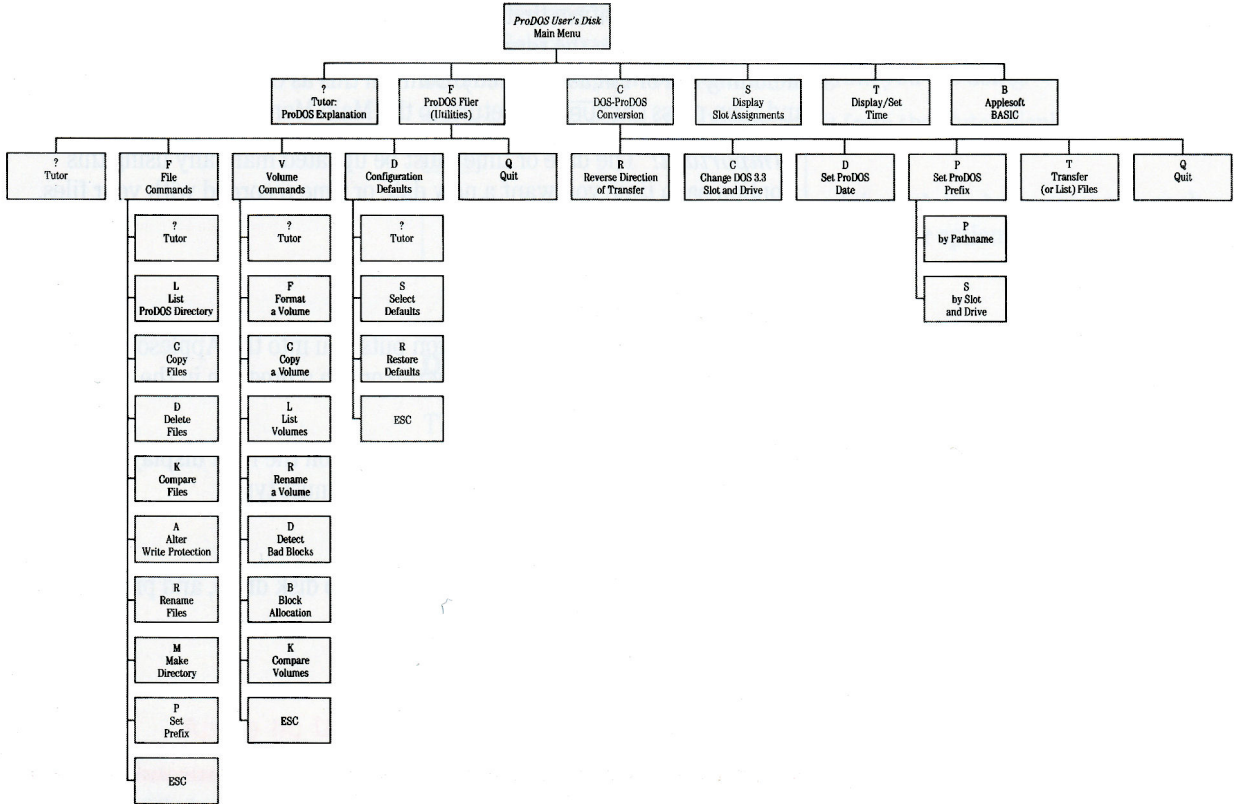 ProDOS User's Disk
Main Menu
?
Tutor:
ProDOS Explanation
F
ProDOS Filer
(Utilities)
C
DOS-ProDOS
Conversion
S
Display
Slot Assignments
T
Display/Set
Time
B
Applesoft
BASIC
?
Tutor
F
File
Commands
V
Volume
Commands
D
Configuration
Defaults
Q
Quit
R
Reverse Direction
of Transfer
C
Change DOS 3.3
Slot and Drive
D
Set ProDOS
Date
P
Set ProDOS
Prefix
T
Transfer
(or List) Files
Q
Quit
?
Tutor
L
List
ProDOS Directory
C
Copy
Files
D
Delete
Files
K
Compare
Files
A
Alter
Write Protection
R
Rename
Files
M
Make
Directory
P
Set
Prefix
ESC
?
Tutor
F
Format
a Volume
C
Copy
a Volume
L
List
Volumes
R
Rename
a Volume
D
Detect
Bad Blocks
B
Block
Allocation
K
Compare
Volumes
ESC
?
Tutor
S
Select
Defaults
R
Restore
Defaults
ESC
P
by Pathname
S
by Slot
and Drive